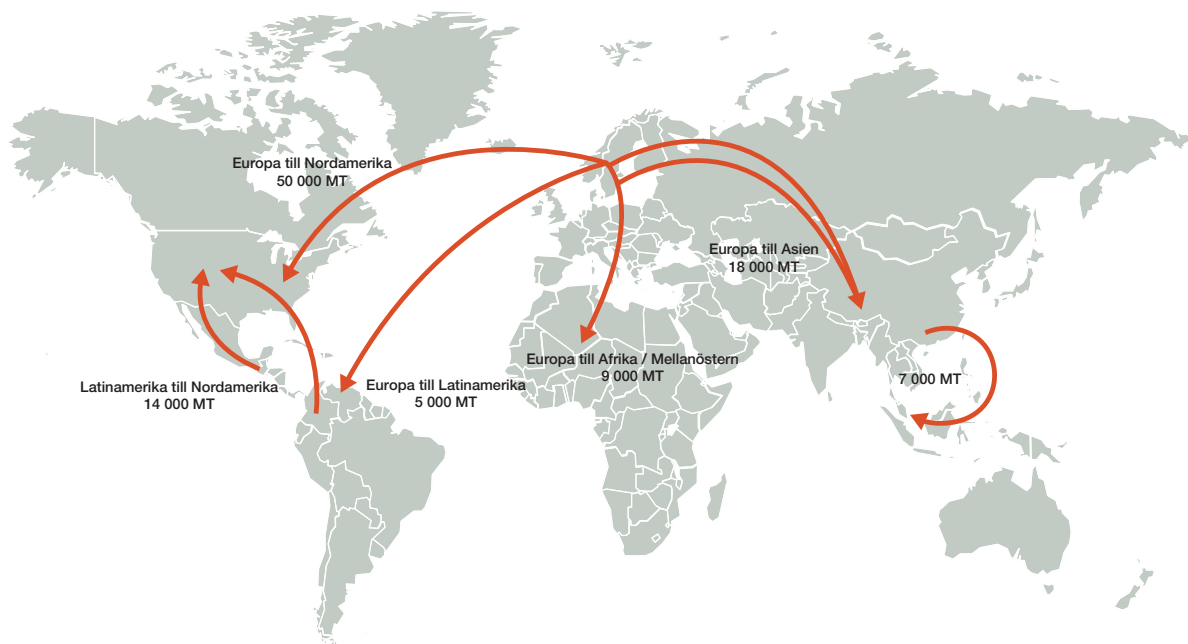 Europa till Nordamerika
50 000 MT
Europa till Asien
18 000 MT
Europa till Afrika / Mellanöstern
9 000 MT
7 000 MT
Latinamerika till Nordamerika
14 000 MT
Europa till Latinamerika
5 000 MT